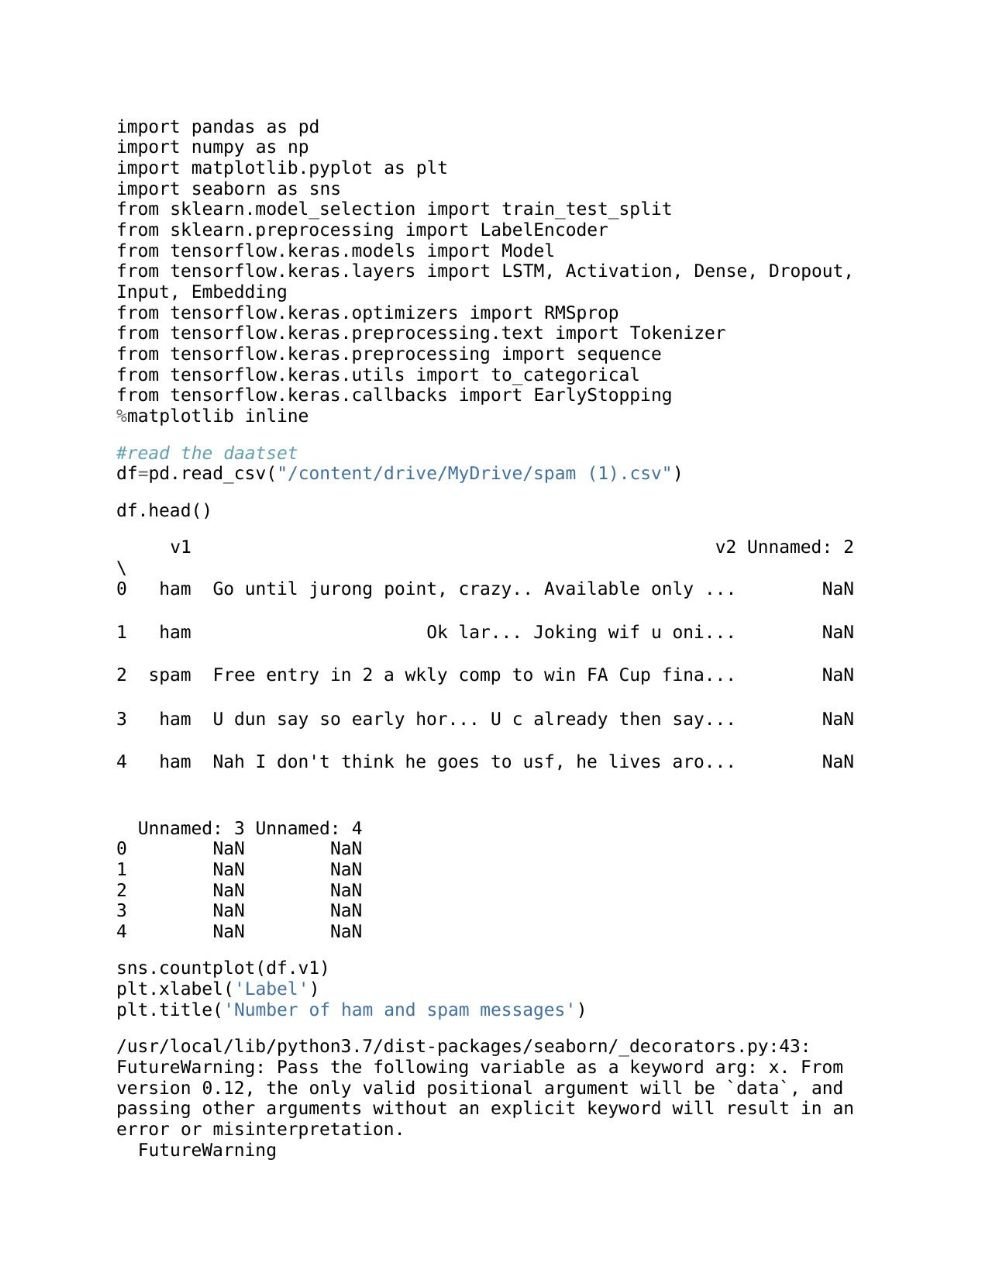 import pandas as pd
import numpy as np
import matplotlib.pyplot as plt
import seaborn as sns
from sklearn.model_selection import train_test_split
from sklearn.preprocessing import LabelEncoder
from tensorflow.keras.models import Model
from tensorflow.keras.layers import LSTM, Activation, Dense, Dropout,
Input, Embedding
from tensorflow.keras.optimizers import RMSprop
from tensorflow.keras.preprocessing.text import Tokenizer
from tensorflow.keras.preprocessing import sequence
from tensorflow.keras.utils import to_categorical
from tensorflow.keras.callbacks import EarlyStopping
%matplotlib inline
#read the daatset
df=pd.read_csv("/content/drive/MyDrive/spam (1).csv")
df.head()
     v1                                                 v2 Unnamed: 2
\
0   ham  Go until jurong point, crazy.. Available only ...        NaN
1   ham                      Ok lar... Joking wif u oni...        NaN
2  spam  Free entry in 2 a wkly comp to win FA Cup fina...        NaN
3   ham  U dun say so early hor... U c already then say...        NaN
4   ham  Nah I don't think he goes to usf, he lives aro...        NaN
  Unnamed: 3 Unnamed: 4
0        NaN        NaN
1        NaN        NaN
2        NaN        NaN
3        NaN        NaN
4        NaN        NaN
sns.countplot(df.v1)
plt.xlabel('Label')
plt.title('Number of ham and spam messages')
/usr/local/lib/python3.7/dist-packages/seaborn/_decorators.py:43:
FutureWarning: Pass the following variable as a keyword arg: x. From
version 0.12, the only valid positional argument will be `data`, and
passing other arguments without an explicit keyword will result in an
error or misinterpretation.
  FutureWarning